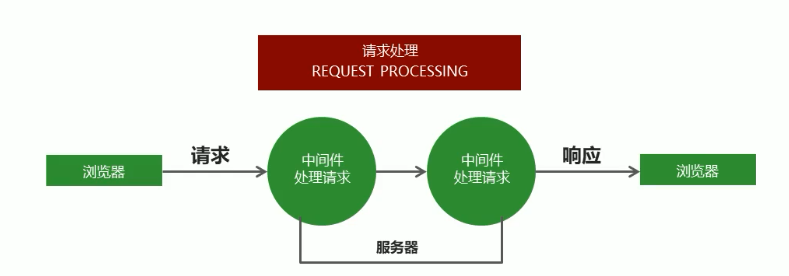 请求处理
REQUEST PROCESSING
浏览器
请求
中间件
处理请求
中间件
处理请求
响应
浏览器
服务器